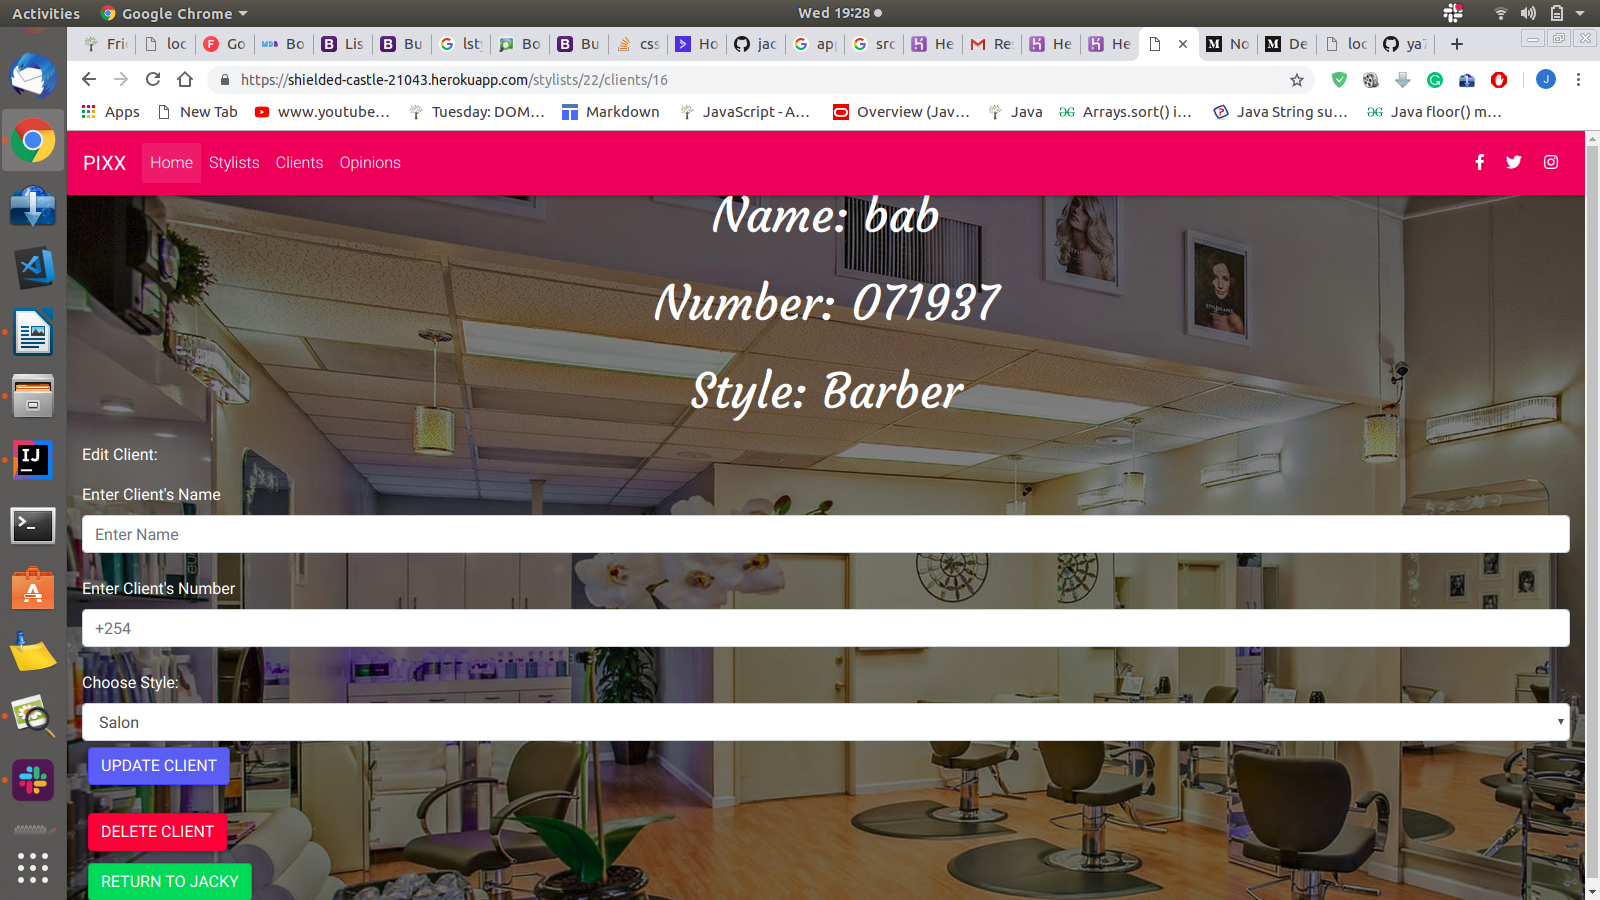 Activities Google Chrome Wed 19:28
Fri loc Go Bo Lis Bu lst Bo Bu css Ho jac app src He Re He He No De loc ya7
https://shielded-castle-21043.herokuapp.com/stylists/22/clients/16 J
Apps New Tab www.youtube... Tuesday: DOM... Markdown JavaScript - A... Overview (Jav... Java Arrays.sort() i... Java String su... Java floor() m...
PIXX Home Stylists Clients Opinions
Name: bab
Number: 071937
Style: Barber
Edit Client:
Enter Client's Name
Enter Name
Enter Client's Number
+254
Choose Style:
Salon
UPDATE CLIENT
DELETE CLIENT
RETURN TO JACKY